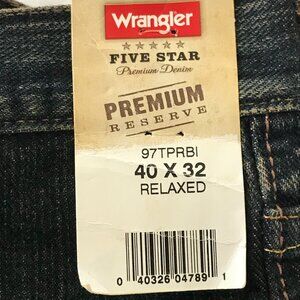 Wrangler
FIVE STAR
Premium Denim
PREMIUM
RESERVE
97TPRBI
40 X 32
RELAXED
0 40326 04789 1